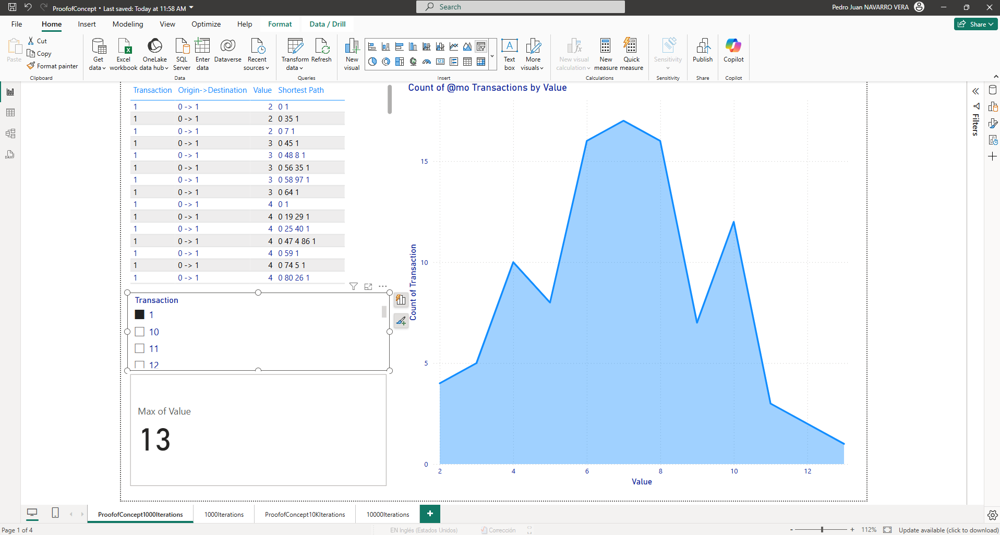 ProofofConcept • Last saved: Today at 11:58 AM
Search
Pedro Juan NAVARRO VERA
File Home Insert Modeling View Optimize Help Format Data / Drill
Share
Paste
Cut
Copy
Format painter
Clipboard
Get data
Excel workbook
OneLake data hub
SQL Server
Enter data
Dataverse
Recent sources
Data
Transform data
Refresh
Queries
New visual
Text box
More visuals
Insert
New visual calculation
New measure
Quick measure
Calculations
Sensitivity
Sensitivity
Publish
Share
Copilot
Copilot
Transaction Origin->Destination Value Shortest Path
1 0 -> 1 2 0 1
1 0 -> 1 2 0 35 1
1 0 -> 1 2 0 7 1
1 0 -> 1 3 0 45 1
1 0 -> 1 3 0 48 8 1
1 0 -> 1 3 0 56 35 1
1 0 -> 1 3 0 58 97 1
1 0 -> 1 3 0 64 1
1 0 -> 1 4 0 1
1 0 -> 1 4 0 19 29 1
1 0 -> 1 4 0 25 40 1
1 0 -> 1 4 0 47 4 86 1
1 0 -> 1 4 0 59 1
1 0 -> 1 4 0 74 5 1
1 0 -> 1 4 0 80 26 1
Transaction
1
10
11
12
Max of Value
13
Count of @mo Transactions by Value
Count of Transaction
15
10
5
0
2 4 6 8 10 12
Value
Filters
ProofofConcept1000Iterations 1000Iterations ProofofConcept10KIterations 10000Iterations +
Page 1 of 4
EN Inglés (Estados Unidos)
Corrección
- + 112%
Update available (click to download)